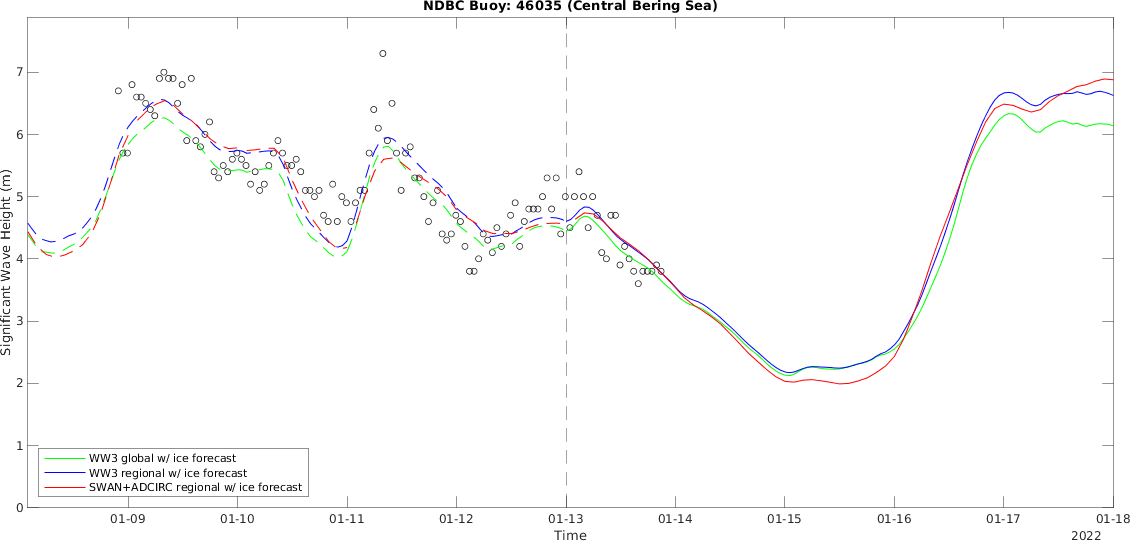 NDBC Buoy: 46035 (Central Bering Sea)
Significant Wave Height (m)
7
6
5
4
3
2
1
0
WW3 global w/ ice forecast
WW3 regional w/ ice forecast
SWAN+ADCIRC regional w/ ice forecast
01-09 01-10 01-11 01-12 01-13 01-14 01-15 01-16 01-17 01-18
Time
2022